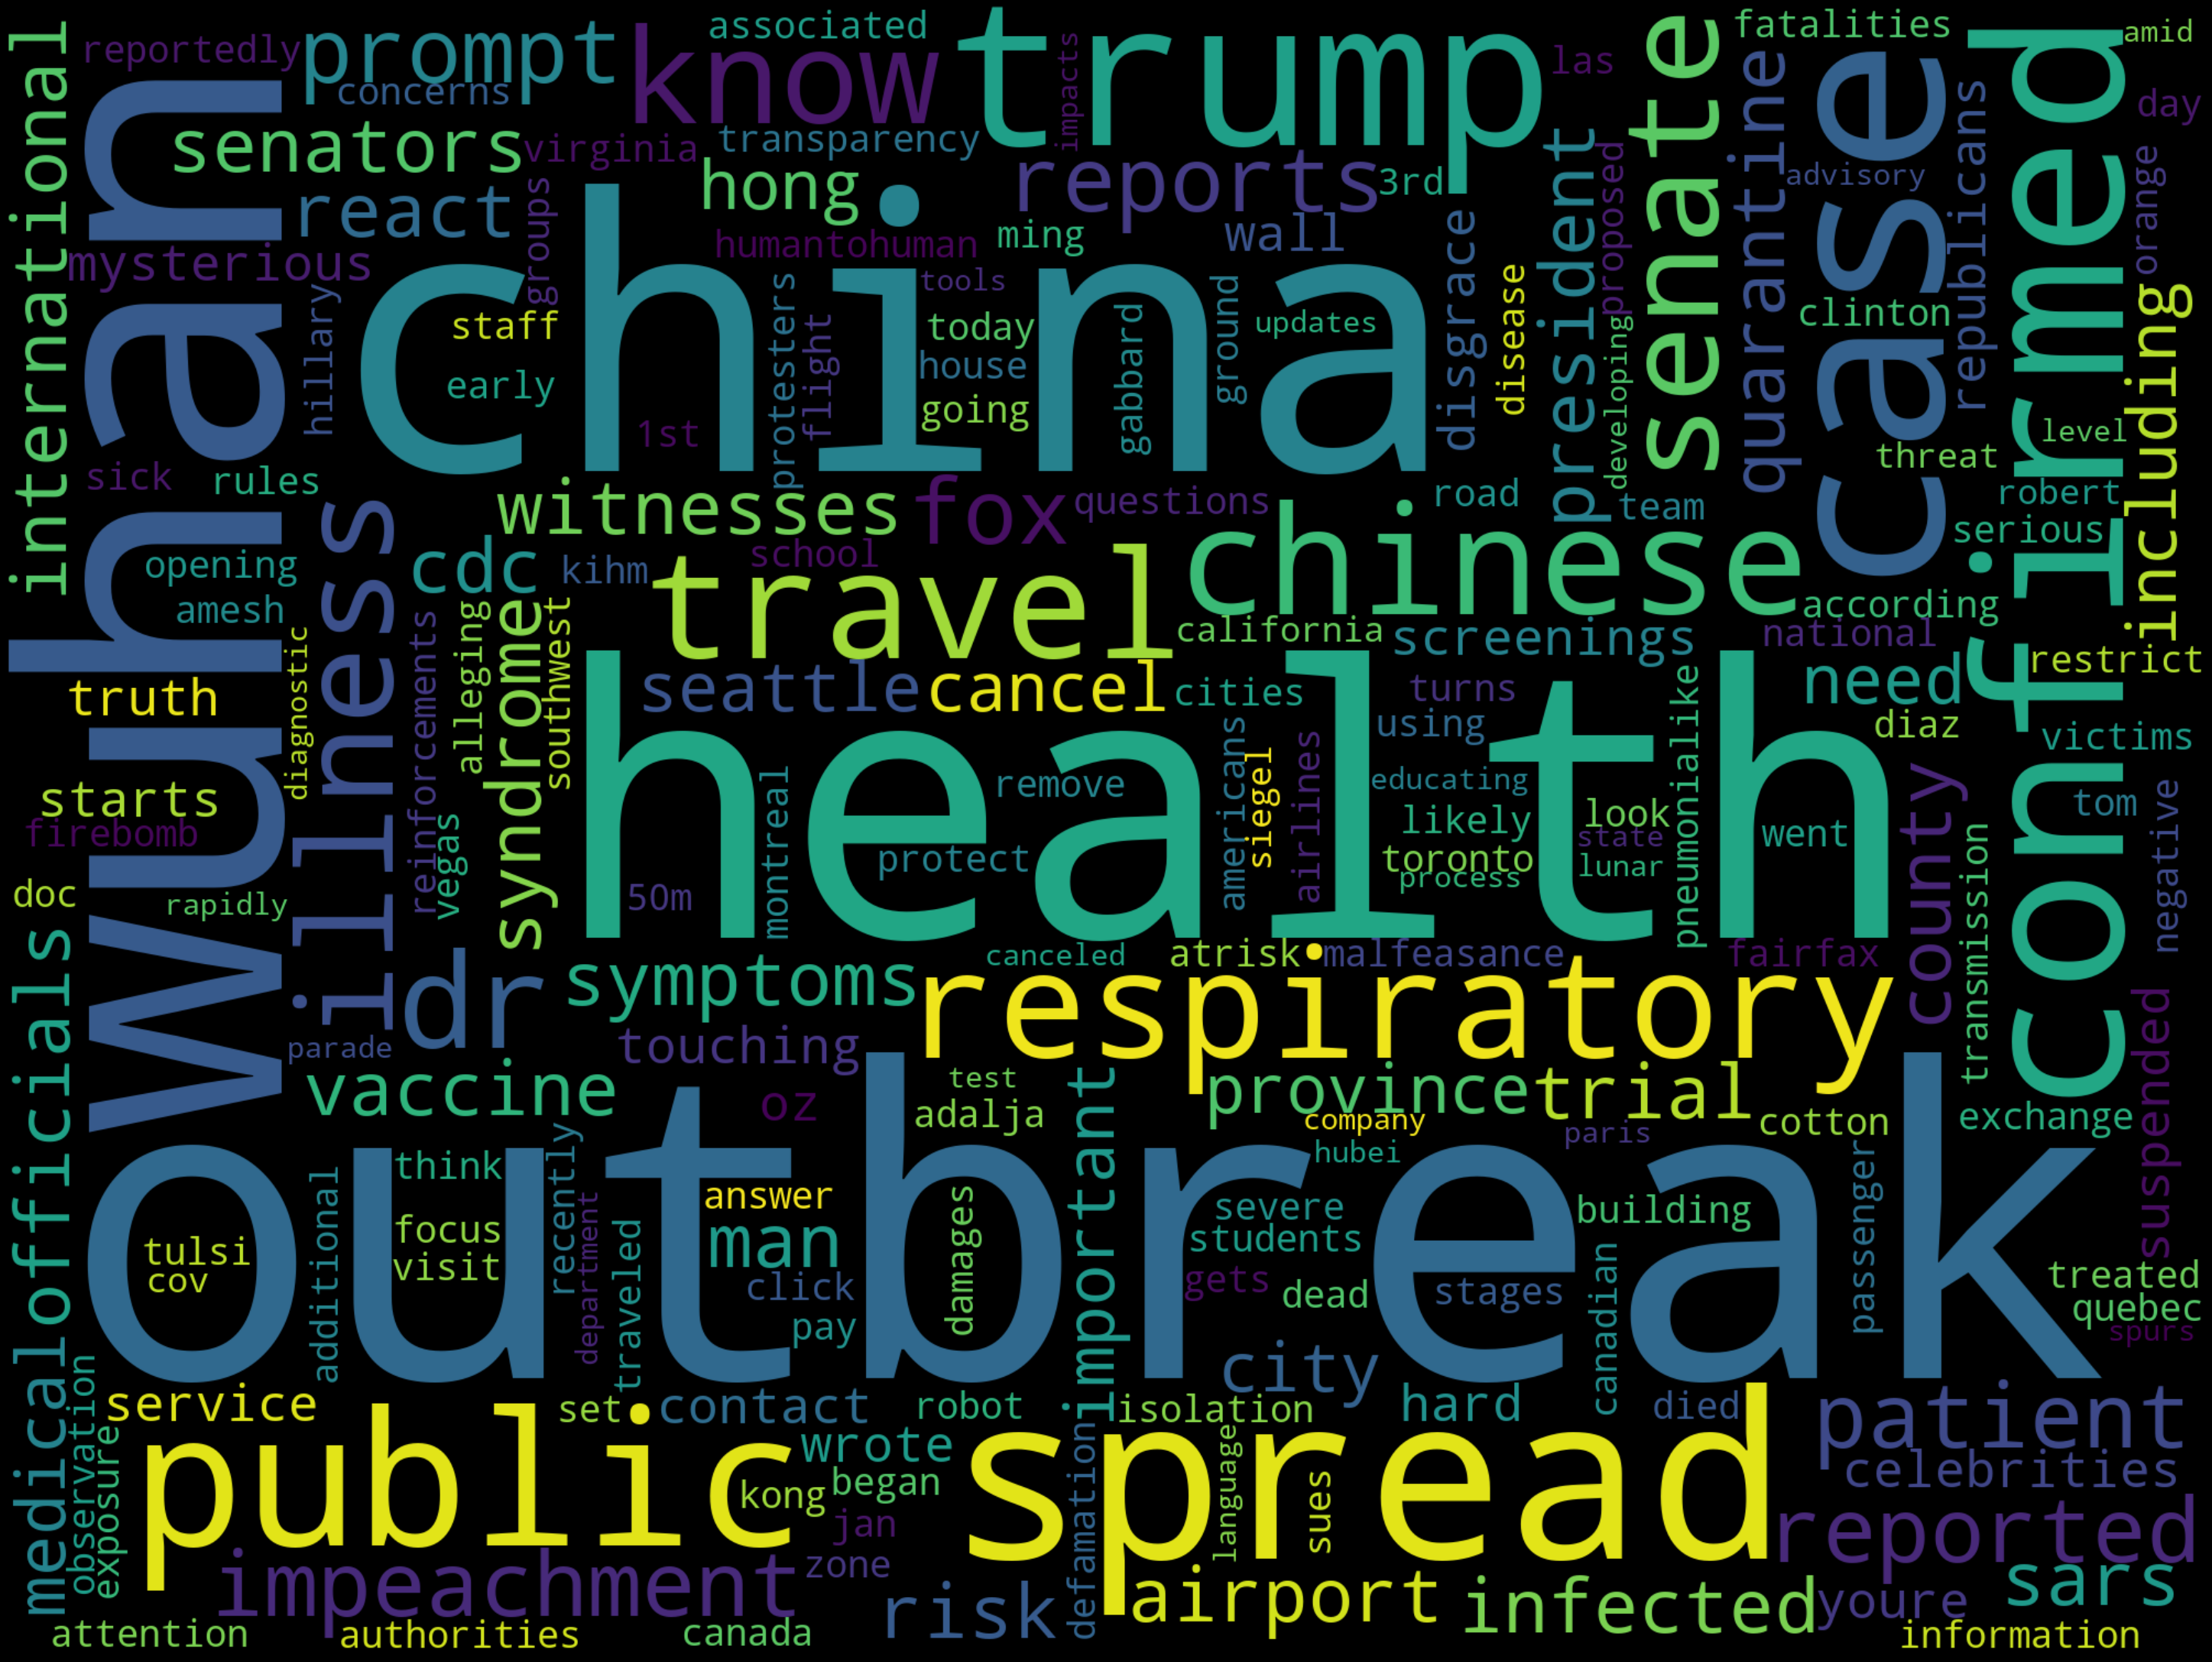 international
reportedly
prompt
concerns
associated
know
trump
impacts
las
senate
fatalities
quarantine
case
confirmed
amid
day
wuhan
senators
virginia
transparency
react
hong
reports
3rd
president
proposed
republicans
advisory
orange
mysterious
groups
humantohuman
ming
wall
china
hillary
staff
early
1st
protesters
flight
tools
today
house
going
gabbard
ground
updates
disgrace
disease
developing
clinton
including
threat
level
sick
rules
witnesses
fox
questions
road
team
robert
serious
illness
opening
amesh
cdc
kihm
school
travel
chinese
according
syndrome
southwest
california
screenings
national
restrict
truth
diagnostic
reinforcements
alleging
seattle
cancel
cities
turns
need
using
diaz
victims
starts
firebomb
vegas
health
montreal
remove
protect
50m
americans
siegel
airlines
educating
likely
toronto
process
look
state
lunar
pneumonialike
went
county
tom
negative
transmission
doc
rapidly
officials
dr
symptoms
canceled
atrisk
malfeasance
fairfax
respiratory
parade
touching
suspended
vaccine
oz
test
adalja
important
province
trial
company
hubei
paris
cotton
exchange
outbreak
think
recently
answer
focus
visit
tulsi
cov
additional
department
traveled
man
click
pay
damages
severe
students
gets
dead
stages
building
canadian
passenger
treated
quebec
spurs
medical
observation
exposure
service
set
contact
robot
isolation
city
hard
died
patient
public
wrote
kong
began
jan
zone
spread
defamation
language
sues
celebrities
reported
impeachment
risk
airport
infected
youre
sars
attention
authorities
canada
information